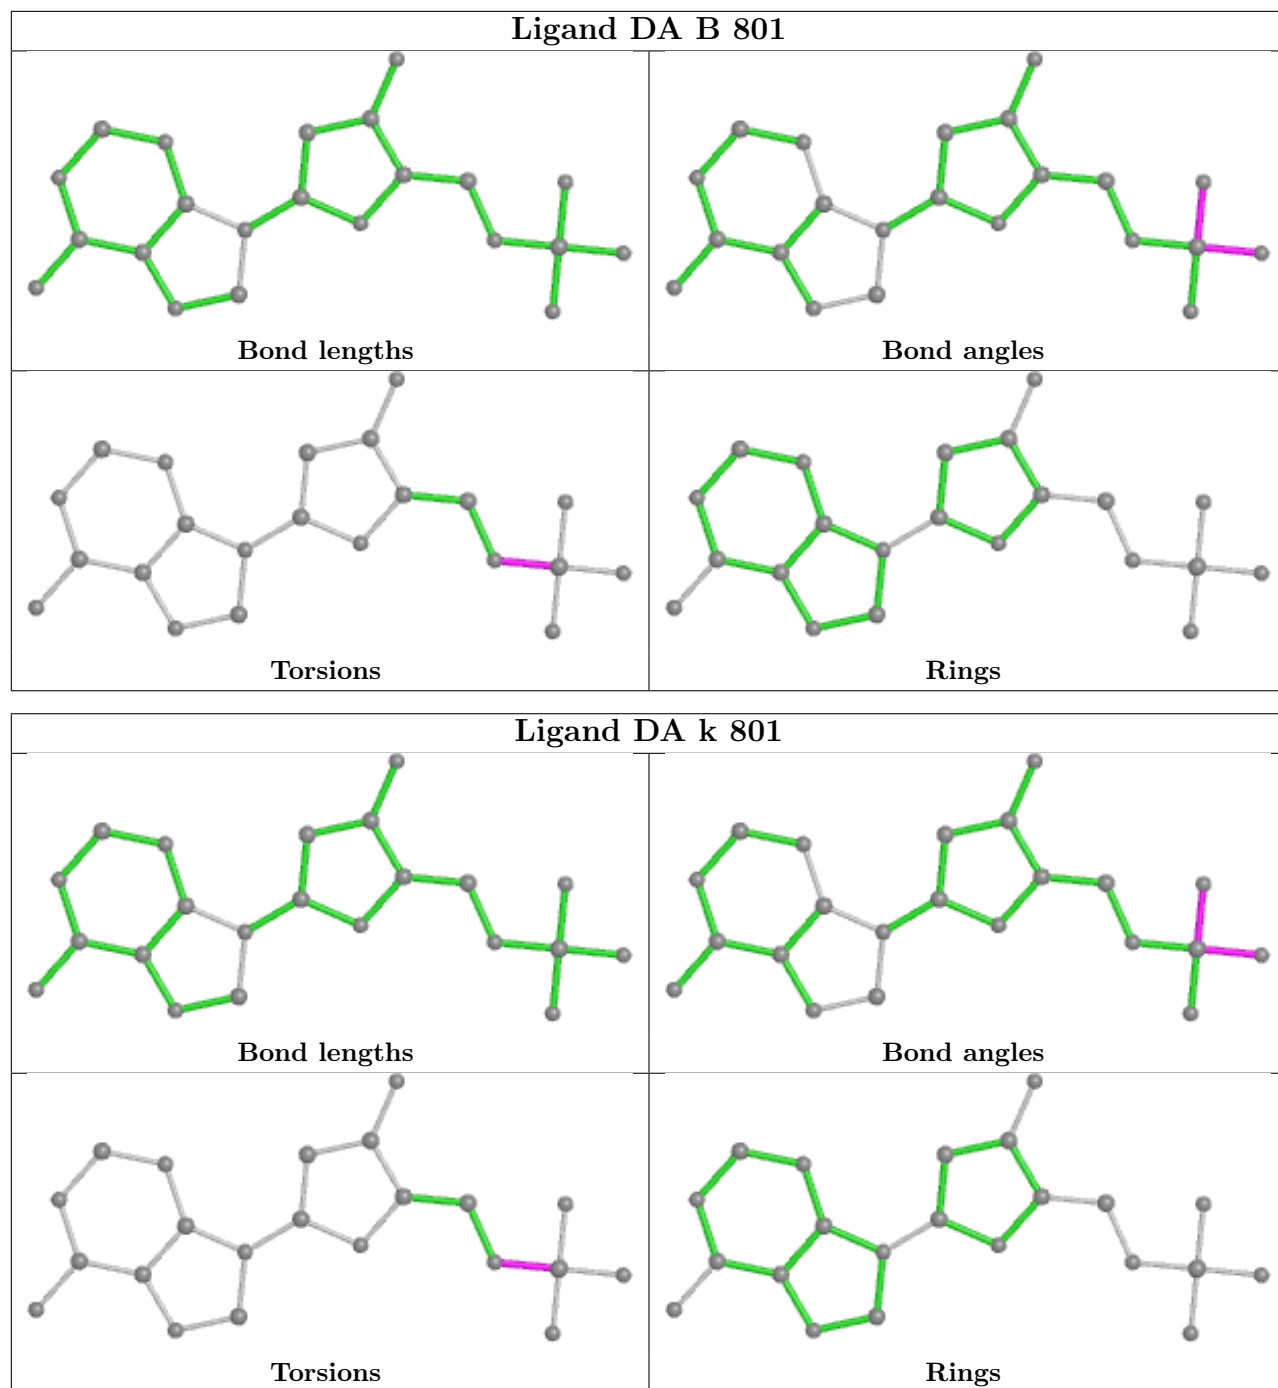 Ligand DA B 801
Bond lengths
Bond angles
Torsions
Rings
Ligand DA k 801
Bond lengths
Bond angles
Torsions
Rings